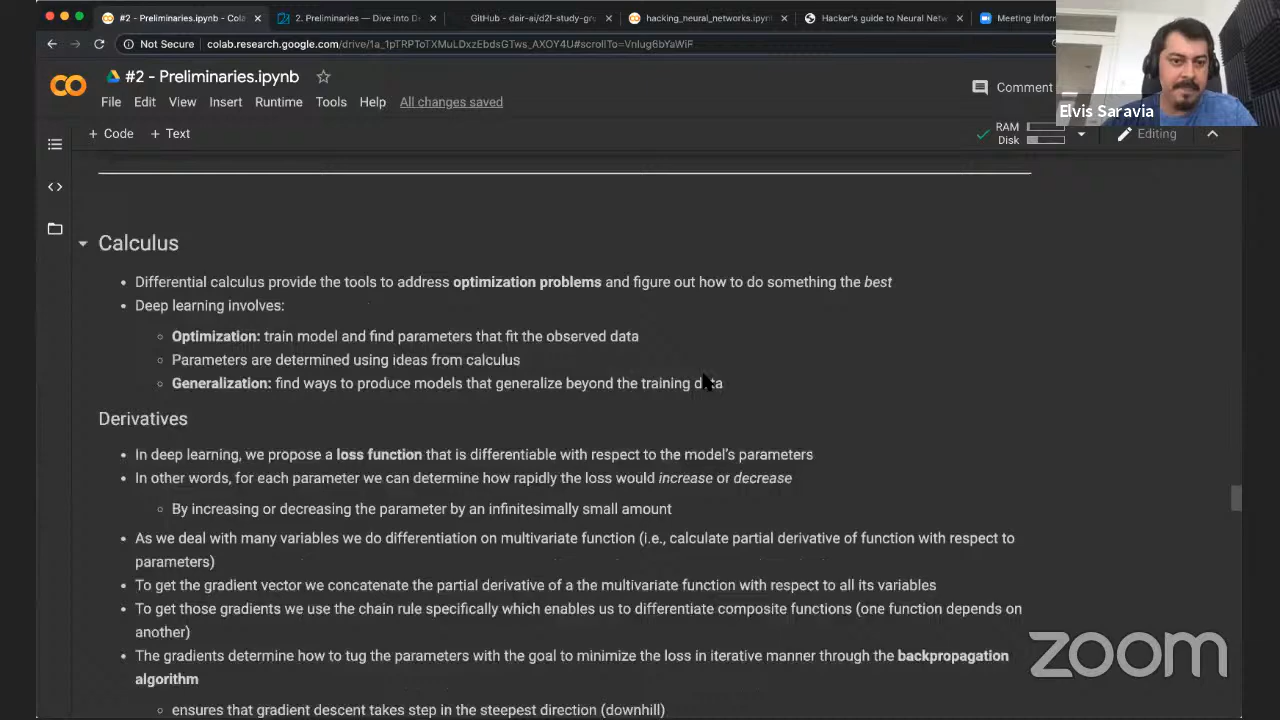 #2 - Preliminaries.ipynb - Cola
2. Preliminaries — Dive into De
GitHub - dair-ai/d2l-study-gro
hacking_neural_networks.ipynb
Hacker's guide to Neural Netw
Meeting Inform
Not Secure
colab.research.google.com/drive/1a_1pTRPToTXMuLDxzEbdsGTws_AXOY4U#scrollTo=VnIug6bYaWiF
#2 - Preliminaries.ipynb
File Edit View Insert Runtime Tools Help All changes saved
Comment
Elvis Saravia
+ Code + Text
RAM
Disk
Editing
Calculus
• Differential calculus provide the tools to address optimization problems and figure out how to do something the best
• Deep learning involves:
Optimization: train model and find parameters that fit the observed data
Parameters are determined using ideas from calculus
Generalization: find ways to produce models that generalize beyond the training data
Derivatives
• In deep learning, we propose a loss function that is differentiable with respect to the model's parameters
• In other words, for each parameter we can determine how rapidly the loss would increase or decrease
By increasing or decreasing the parameter by an infinitesimally small amount
• As we deal with many variables we do differentiation on multivariate function (i.e., calculate partial derivative of function with respect to
parameters)
• To get the gradient vector we concatenate the partial derivative of a the multivariate function with respect to all its variables
• To get those gradients we use the chain rule specifically which enables us to differentiate composite functions (one function depends on
another)
• The gradients determine how to tug the parameters with the goal to minimize the loss in iterative manner through the backpropagation
algorithm
ensures that gradient descent takes step in the steepest direction (downhill)
zoom